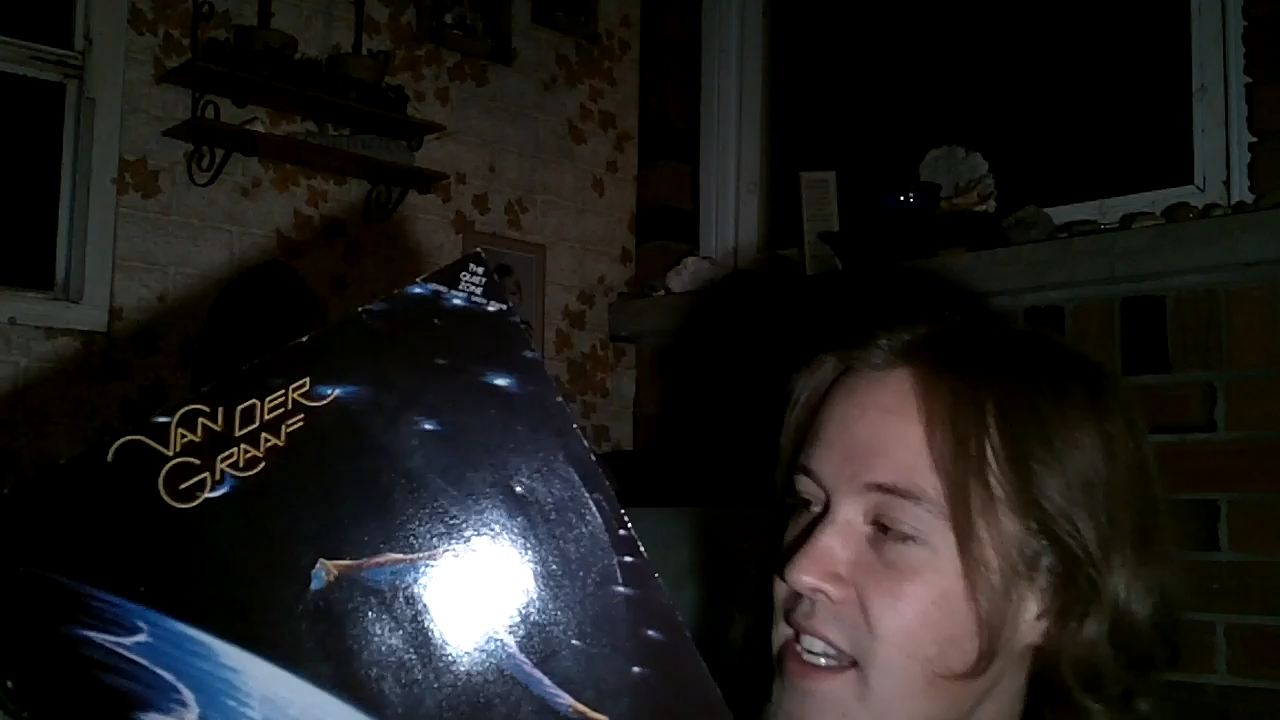 THE
QUIET
ZONE
VAN DER
GRAAF